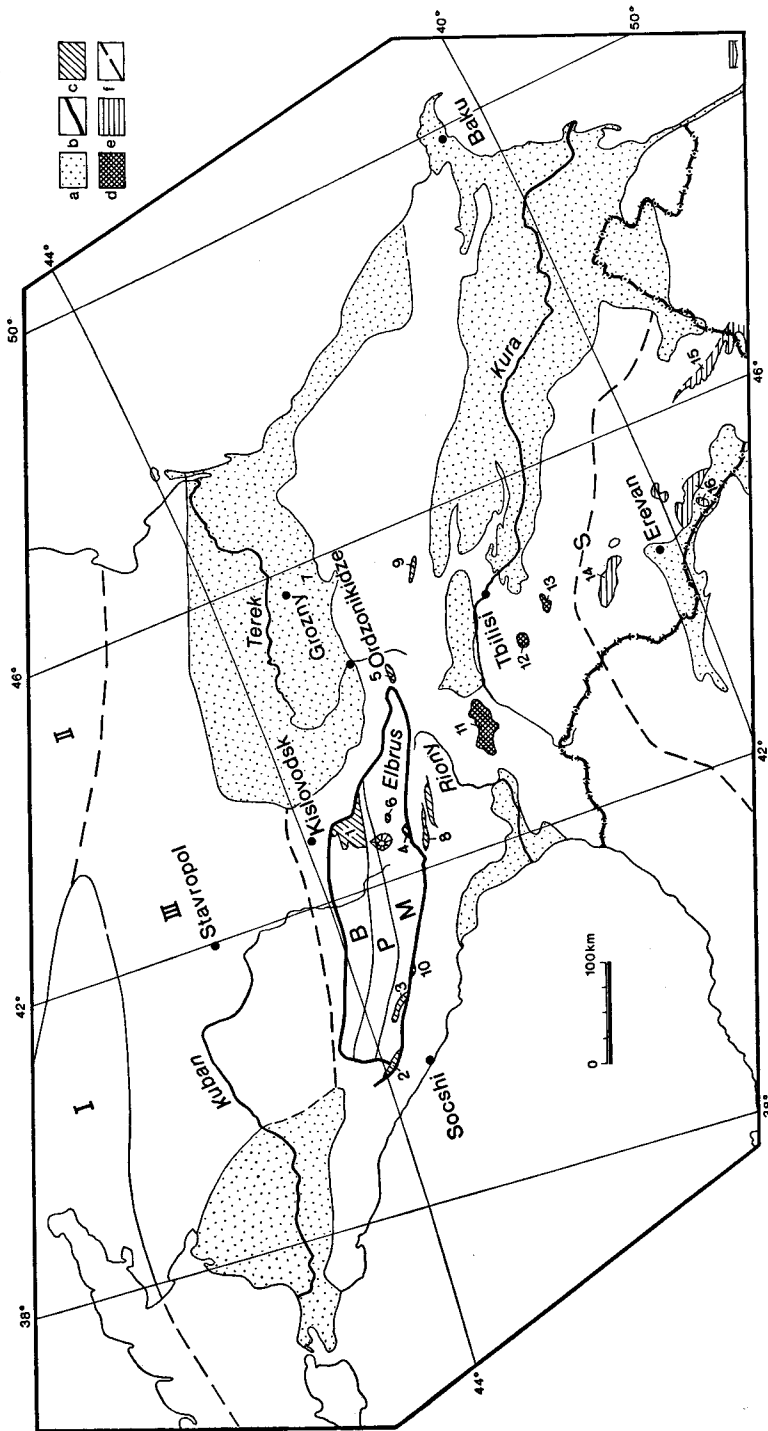 38°
42°
46°
50°
44°
a
b
c
d
e
f
I
II
III
Stavropol
Kuban
Kislovodsk
Terek
Grozny
7
Ordzonikidze
5
B
P
M
Elbrus
6
4
2
3
10
8
9
Socshi
Riony
11
Tbilisi
12
13
Kura
Baku
40°
44°
0
100km
S
14
Erevan
15
16
38°
42°
46°
50°